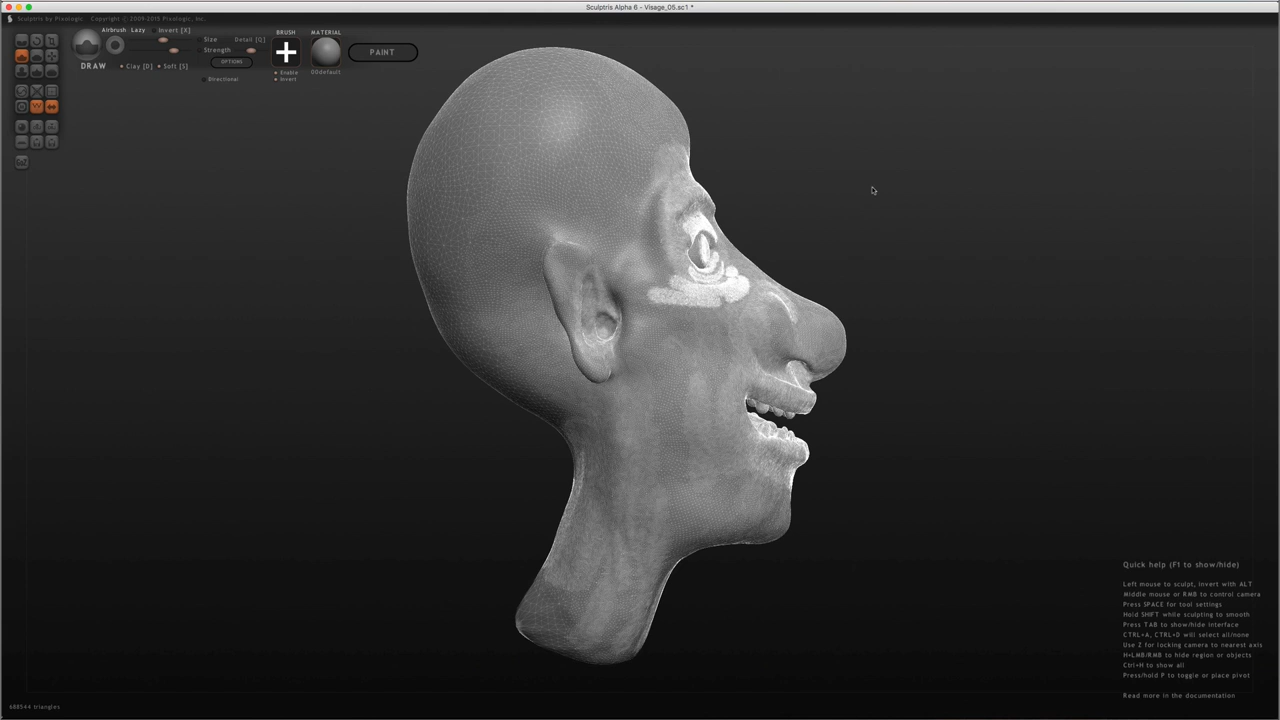 Sculptris Alpha 6 - Visage_05.sc1 *
Sculptris by Pixologic   Copyright © 2009-2015 Pixologic, Inc.
Airbrush Lazy Invert [X]
Size Detail [Q]
Strength
OPTIONS
DRAW
Clay [D] Soft [S]
Directional
BRUSH
Enable
Invert
MATERIAL
00default
PAINT
Quick help (F1 to show/hide)
Left mouse to sculpt, invert with ALT
Middle mouse or RMB to control camera
Press SPACE for tool settings
Hold SHIFT while sculpting to smooth
Press TAB to show/hide interface
CTRL+A, CTRL+D will select all/none
Use Z for locking camera to nearest axis
H+LMB/RMB to hide region or objects
Ctrl+H to show all
Press/hold P to toggle or place pivot
Read more in the documentation
688544 triangles